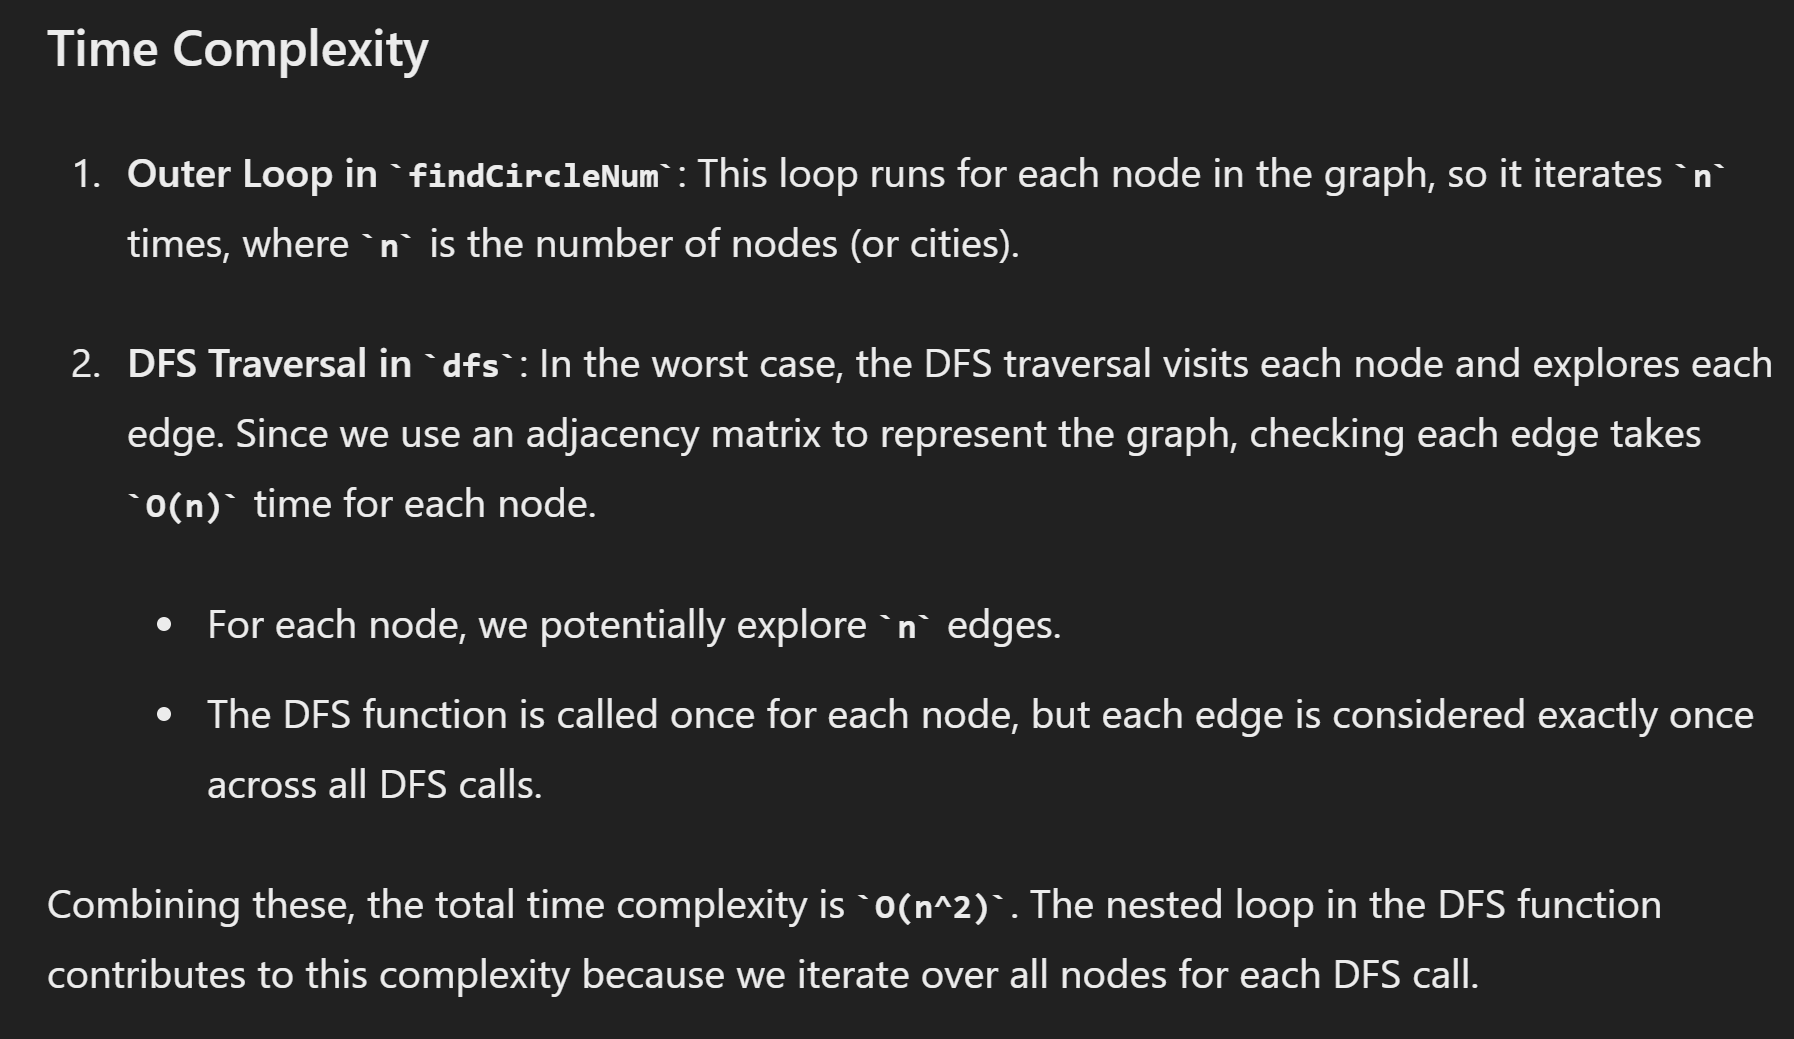 Time Complexity
1. Outer Loop in `findCircleNum`: This loop runs for each node in the graph, so it iterates `n`
times, where `n` is the number of nodes (or cities).
2. DFS Traversal in `dfs`: In the worst case, the DFS traversal visits each node and explores each
edge. Since we use an adjacency matrix to represent the graph, checking each edge takes
`O(n)` time for each node.
• For each node, we potentially explore `n` edges.
• The DFS function is called once for each node, but each edge is considered exactly once
across all DFS calls.
Combining these, the total time complexity is `O(n^2)`. The nested loop in the DFS function
contributes to this complexity because we iterate over all nodes for each DFS call.